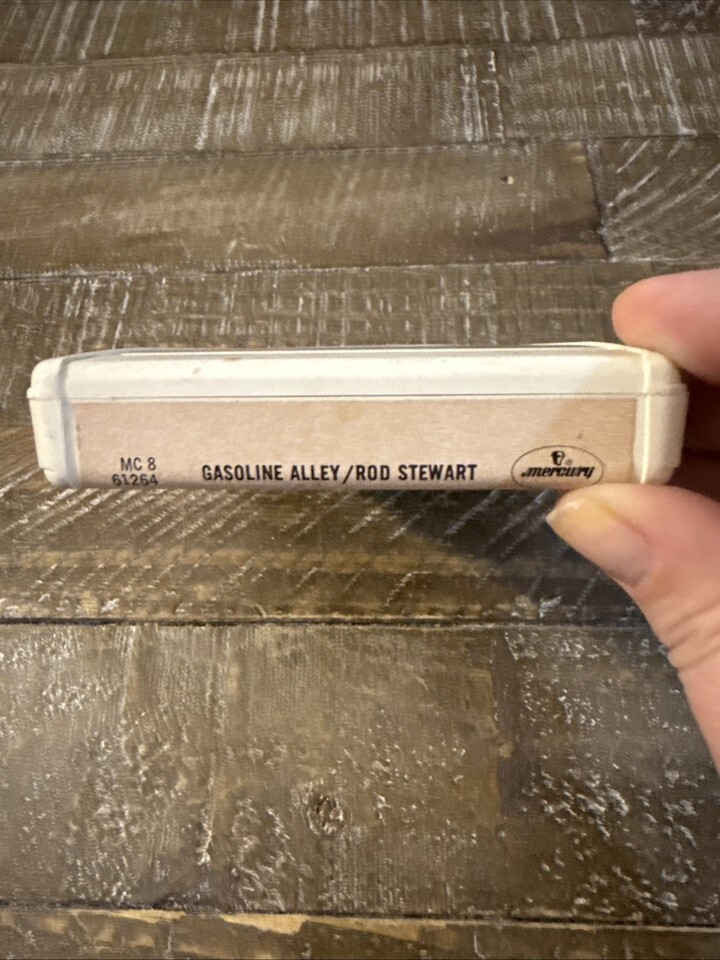 MC 8
61264
GASOLINE ALLEY/ROD STEWART
mercury